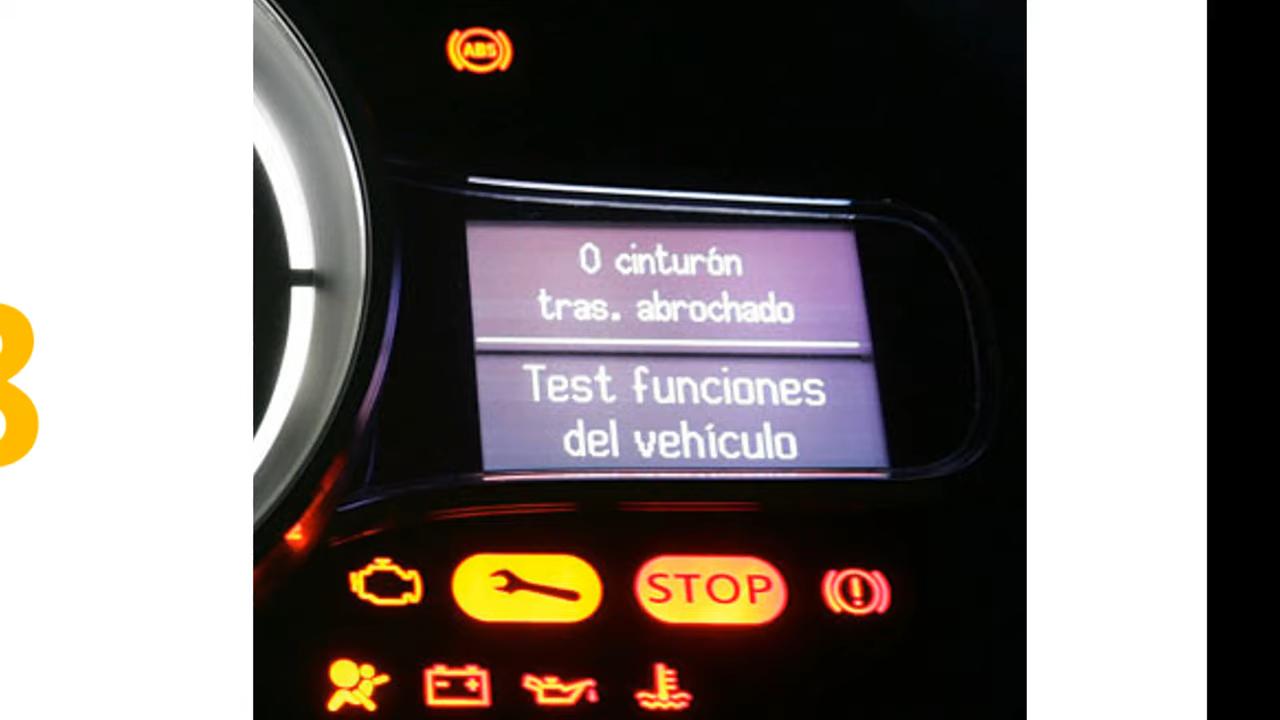 ABS
0 cinturón
tras. abrochado
Test funciones
del vehículo
STOP